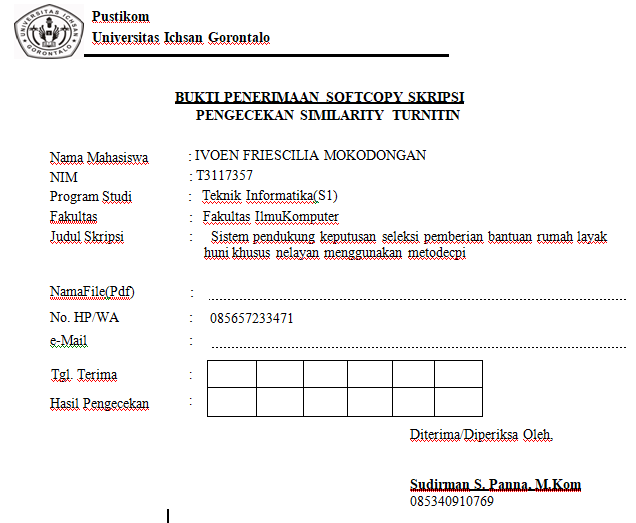 UNIVERSITAS ICHSAN
GORONTALO
Pustikom
Universitas Ichsan Gorontalo
BUKTI PENERIMAAN SOFTCOPY SKRIPSI
PENGECEKAN SIMILARITY TURNITIN
Nama Mahasiswa : IVOEN FRIESCILIA MOKODONGAN
NIM : T3117357
Program Studi : Teknik Informatika(S1)
Fakultas : Fakultas IlmuKomputer
Judul Skripsi : Sistem pendukung keputusan seleksi pemberian bantuan rumah layak
huni khusus nelayan menggunakan metodecpi
NamaFile(Pdf) :
No. HP/WA : 085657233471
e-Mail :
Tgl. Terima :
Hasil Pengecekan :
Diterima/Diperiksa Oleh,
Sudirman S. Panna, M.Kom
085340910769